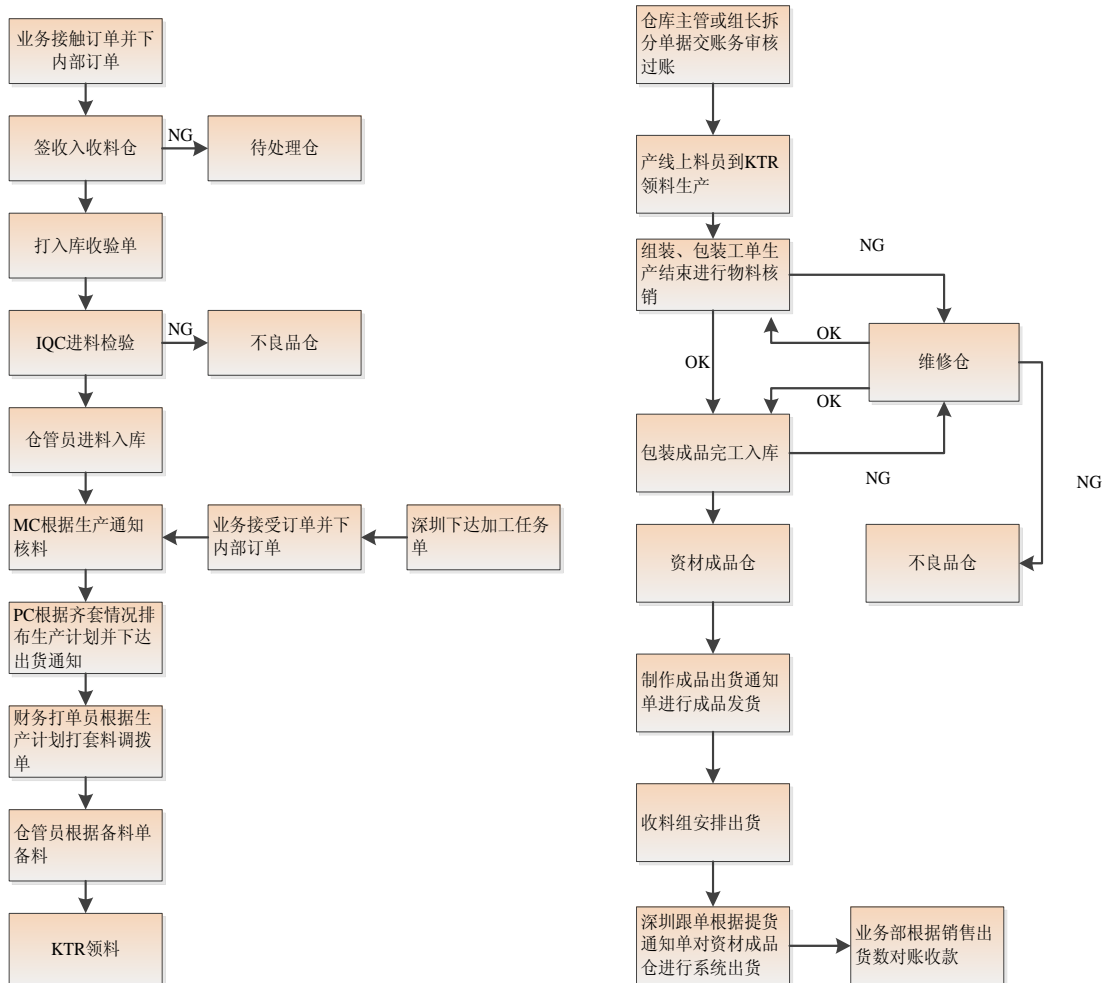 业务接触订单并下
内部订单
签收入收料仓
NG
待处理仓
打入库收验单
IQC进料检验
NG
不良品仓
仓管员进料入库
MC根据生产通知
核料
业务接受订单并下
内部订单
深圳下达加工任务
单
PC根据齐套情况排
布生产计划并下达
出货通知
财务打单员根据生
产计划打套料调拨
单
仓管员根据备料单
备料
KTR领料
仓库主管或组长拆
分单据交账务审核
过账
产线上料员到KTR
领料生产
组装、包装工单生
产结束进行物料核
销
NG
OK
维修仓
OK
OK
包装成品完工入库
NG
NG
资材成品仓
不良品仓
制作成品出货通知
单进行成品发货
收料组安排出货
深圳跟单根据提货
通知单对资材成品
仓进行系统出货
业务部根据销售出
货数对账收款